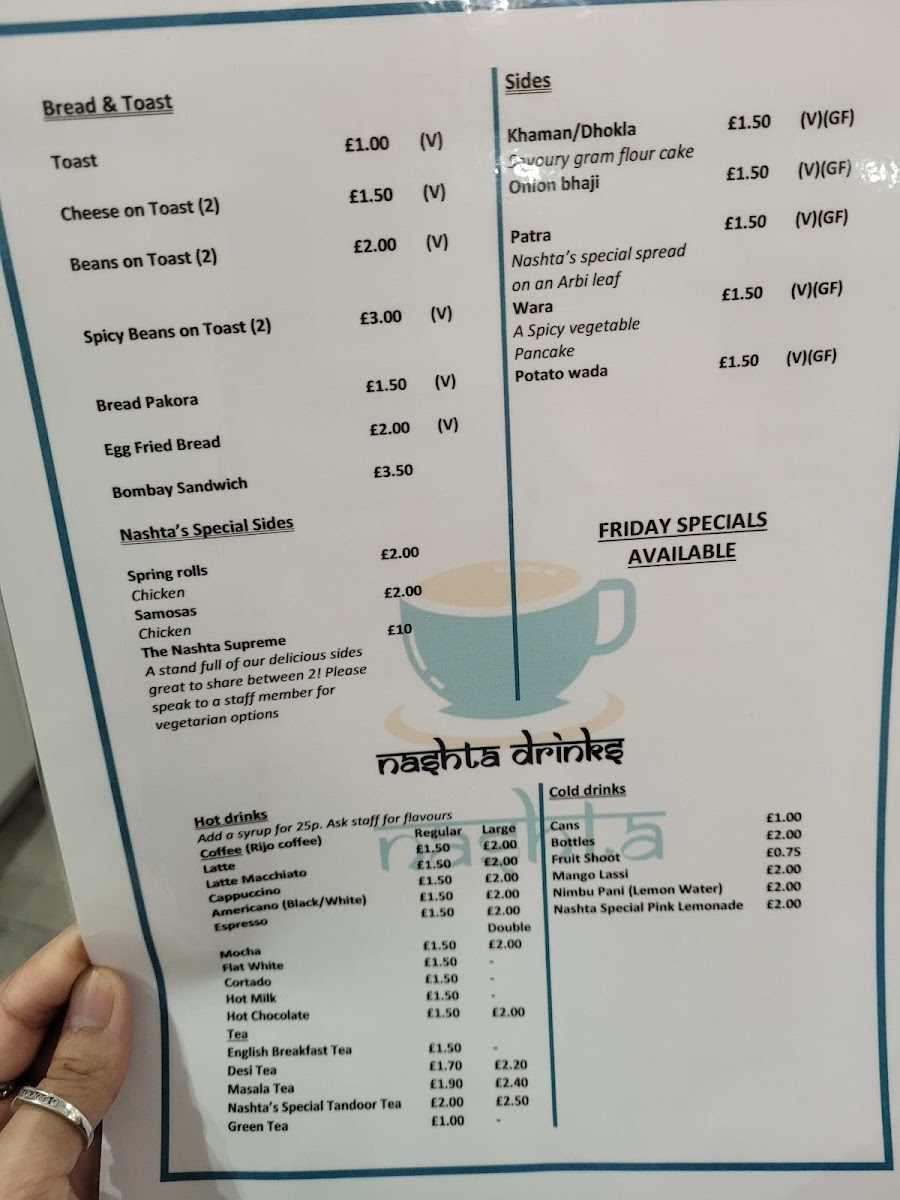 Bread & Toast
Toast £1.00 (V)
Cheese on Toast (2) £1.50 (V)
Beans on Toast (2) £2.00 (V)
Spicy Beans on Toast (2) £3.00 (V)
Bread Pakora £1.50 (V)
Egg Fried Bread £2.00 (V)
Bombay Sandwich £3.50
Nashta's Special Sides
Spring rolls £2.00
Chicken
Samosas £2.00
Chicken
The Nashta Supreme £10
A stand full of our delicious sides
great to share between 2! Please
speak to a staff member for
vegetarian options
Sides
Khaman/Dhokla £1.50 (V)(GF)
Savoury gram flour cake
Onion bhaji £1.50 (V)(GF)
Patra £1.50 (V)(GF)
Nashta's special spread
on an Arbi leaf
Wara £1.50 (V)(GF)
A Spicy vegetable
Pancake
Potato wada £1.50 (V)(GF)
FRIDAY SPECIALS
AVAILABLE
nashta drinks
nashta
Hot drinks
Add a syrup for 25p. Ask staff for flavours
Coffee (Rijo coffee) Regular Large
Latte £1.50 £2.00
Latte Macchiato £1.50 £2.00
Cappuccino £1.50 £2.00
Americano (Black/White) £1.50 £2.00
Espresso £1.50 £2.00
Double
Mocha £1.50 £2.00
Flat White £1.50 -
Cortado £1.50 -
Hot Milk £1.50 -
Hot Chocolate £1.50 £2.00
Tea
English Breakfast Tea £1.50 -
Desi Tea £1.70 £2.20
Masala Tea £1.90 £2.40
Nashta's Special Tandoor Tea £2.00 £2.50
Green Tea £1.00 -
Cold drinks
Cans £1.00
Bottles £2.00
Fruit Shoot £0.75
Mango Lassi £2.00
Nimbu Pani (Lemon Water) £2.00
Nashta Special Pink Lemonade £2.00